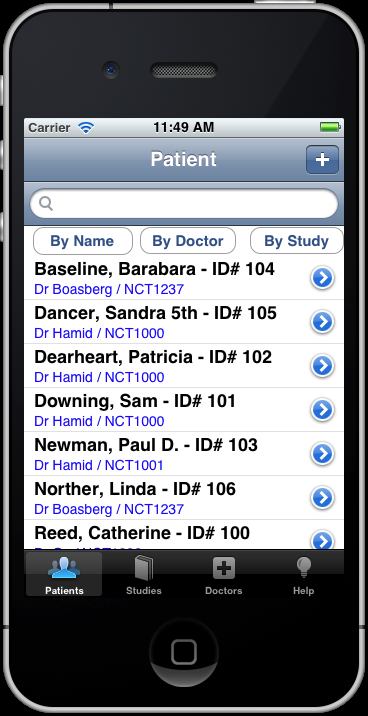 Carrier 11:49 AM
Patient +
By Name By Doctor By Study
Baseline, Barabara - ID# 104
Dr Boasberg / NCT1237
Dancer, Sandra 5th - ID# 105
Dr Hamid / NCT1000
Dearheart, Patricia - ID# 102
Dr Hamid / NCT1000
Downing, Sam - ID# 101
Dr Hamid / NCT1000
Newman, Paul D. - ID# 103
Dr Hamid / NCT1001
Norther, Linda - ID# 106
Dr Boasberg / NCT1237
Reed, Catherine - ID# 100
Patients Studies Doctors Help